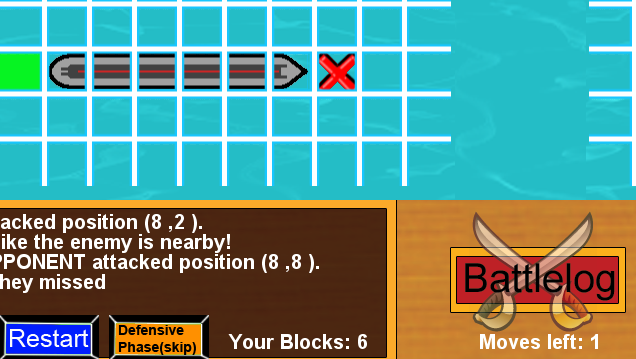 acked position (8 ,2 ).
ike the enemy is nearby!
PPONENT attacked position (8 ,8 ).
hey missed
Battlelog
Restart
Defensive
Phase(skip)
Your Blocks: 6
Moves left: 1